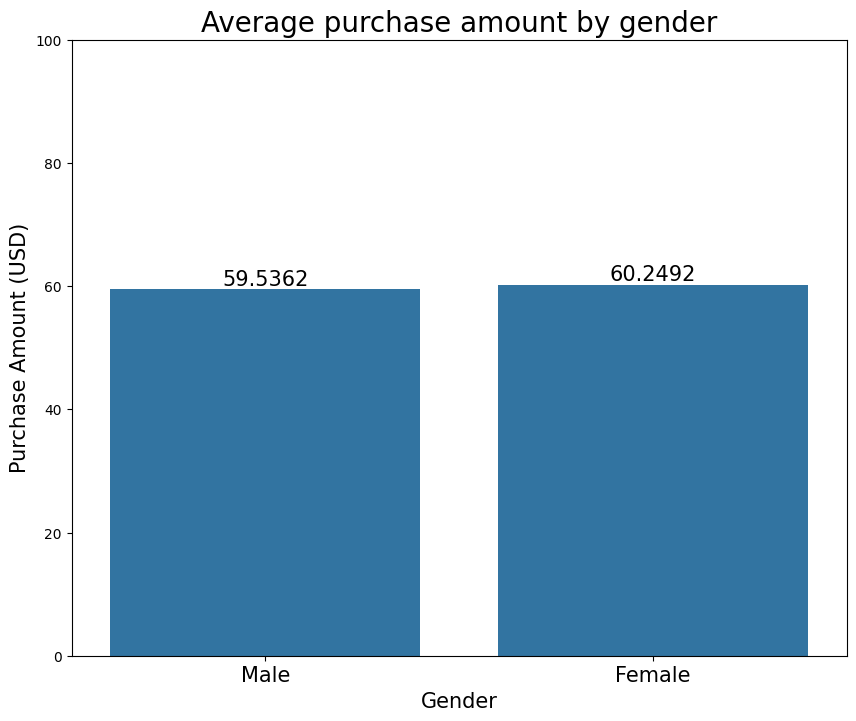 Average purchase amount by gender
100
80
60
40
20
0
Purchase Amount (USD)
59.5362
60.2492
Male
Female
Gender